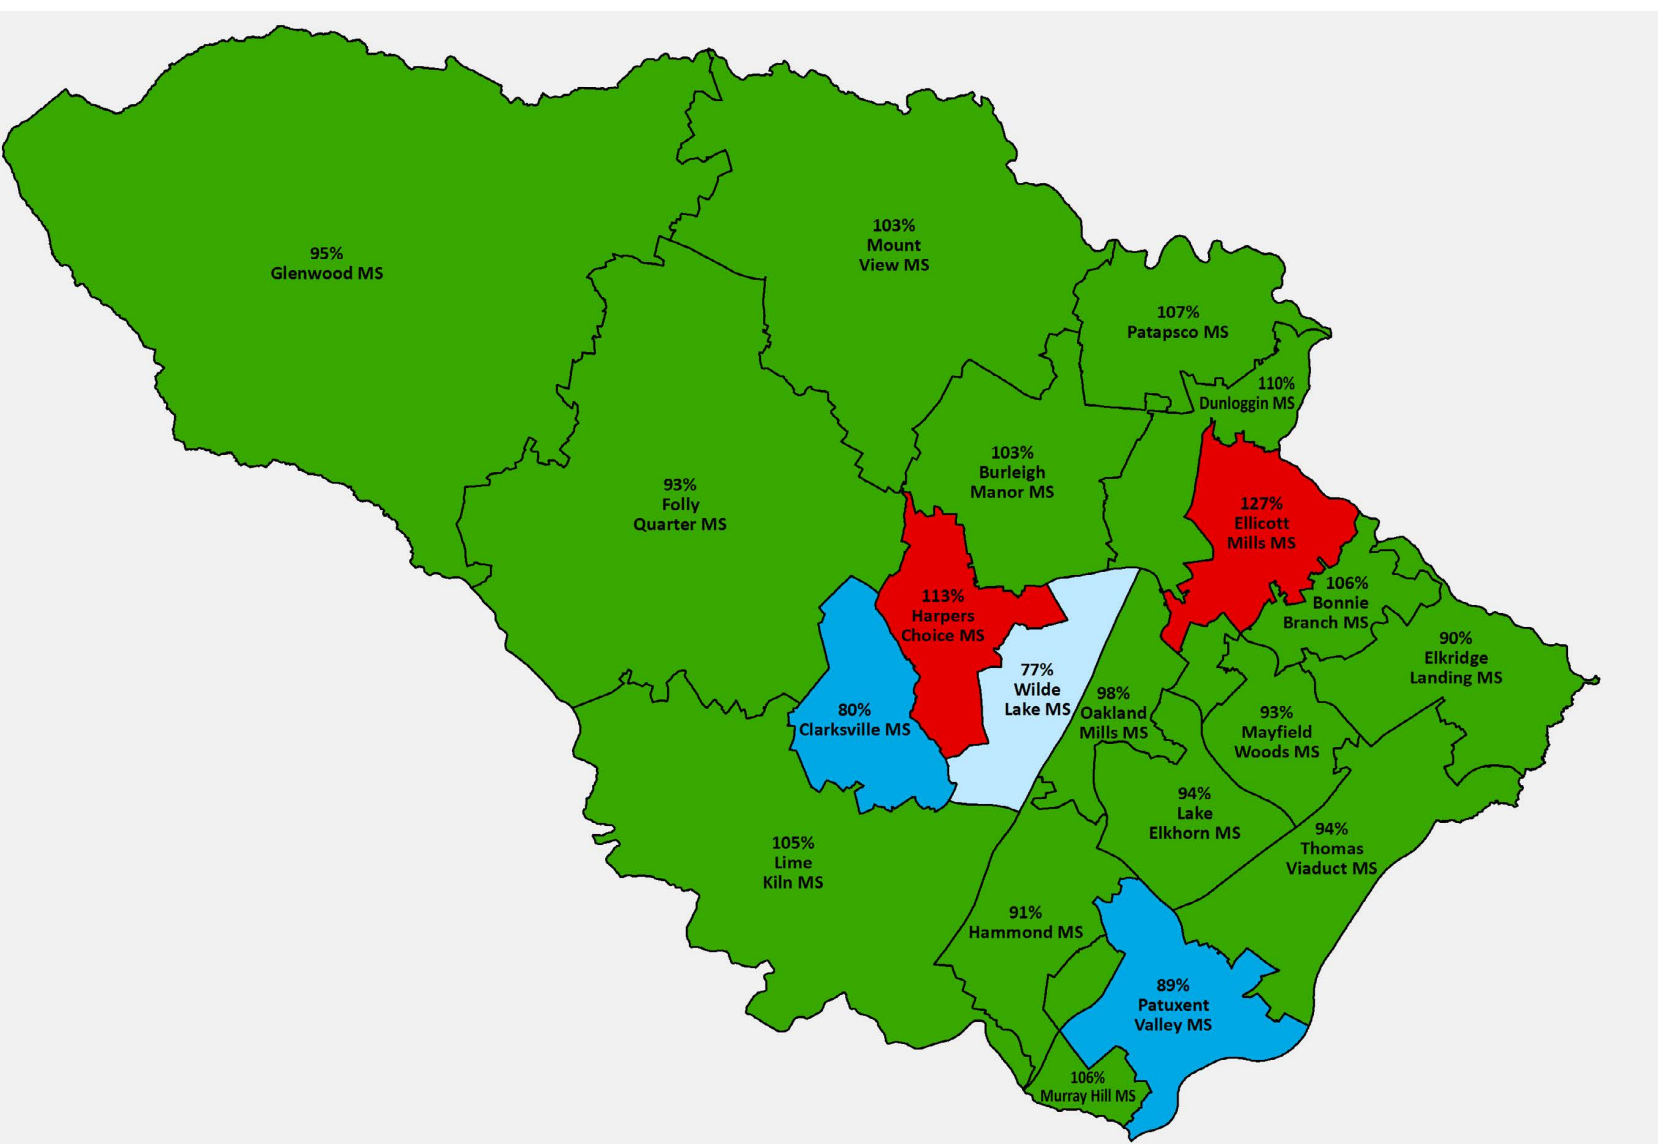 95%
Glenwood MS
103%
Mount
View MS
107%
Patapsco MS
110%
Dunloggin MS
93%
Folly
Quarter MS
103%
Burleigh
Manor MS
127%
Ellicott
Mills MS
106%
Bonnie
Branch MS
113%
Harpers
Choice MS
90%
Elkridge
Landing MS
77%
Wilde
Lake MS
98%
Oakland
Mills MS
80%
Clarksville MS
93%
Mayfield
Woods MS
94%
Lake
Elkhorn MS
94%
Thomas
Viaduct MS
105%
Lime
Kiln MS
91%
Hammond MS
89%
Patuxent
Valley MS
106%
Murray Hill MS